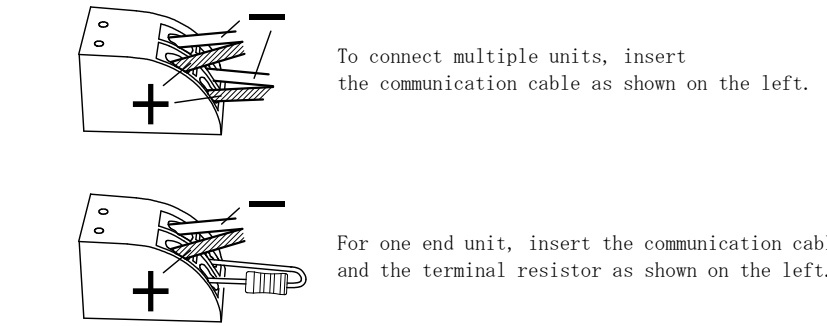 To connect multiple units, insert
the communication cable as shown on the left.
For one end unit, insert the communication
and the terminal resistor as shown on the left.